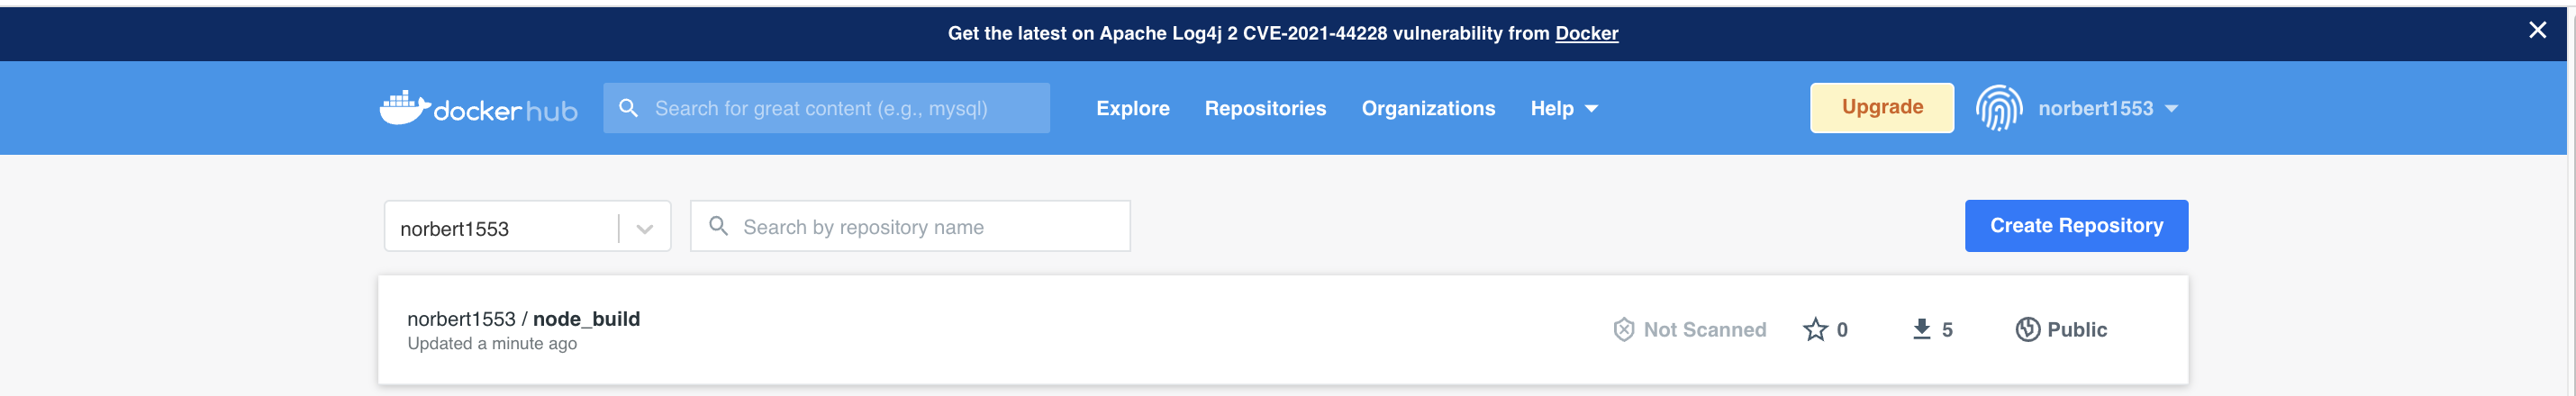 Get the latest on Apache Log4j 2 CVE-2021-44228 vulnerability from Docker
docker hub
Search for great content (e.g., mysql)
Explore
Repositories
Organizations
Help
Upgrade
norbert1553
norbert1553
Search by repository name
Create Repository
norbert1553 / node_build
Updated a minute ago
Not Scanned
0
5
Public